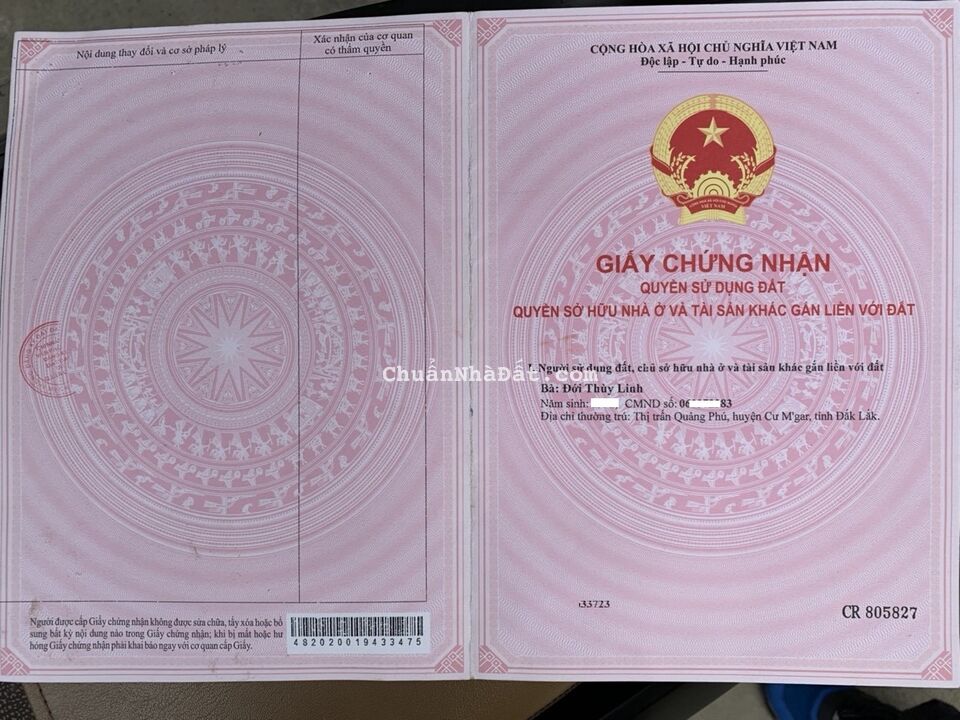 Nội dung thay đổi và cơ sở pháp lý
Xác nhận của cơ quan
có thẩm quyền
Người được cấp Giấy chứng nhận không được sửa chữa, tẩy xóa hoặc bổ
sung bất kỳ nội dung nào trong Giấy chứng nhận; khi bị mất hoặc hư
hỏng Giấy chứng nhận phải khai báo ngay với cơ quan cấp Giấy.
482020019433475
CỘNG HÒA XÃ HỘI CHỦ NGHĨA VIỆT NAM
Độc lập - Tự do - Hạnh phúc
VIỆT NAM
GIẤY CHỨNG NHẬN
QUYỀN SỬ DỤNG ĐẤT
QUYỀN SỞ HỮU NHÀ Ở VÀ TÀI SẢN KHÁC GẮN LIỀN VỚI ĐẤT
ChuẩnNhàĐất.com
I. Người sử dụng đất, chủ sở hữu nhà ở và tài sản khác gắn liền với đất
Bà: Đới Thùy Linh
Năm sinh: CMND số: 06 83
Địa chỉ thường trú: Thị trấn Quảng Phú, huyện Cư M'gar, tỉnh Đắk Lắk.
133723
CR 805827